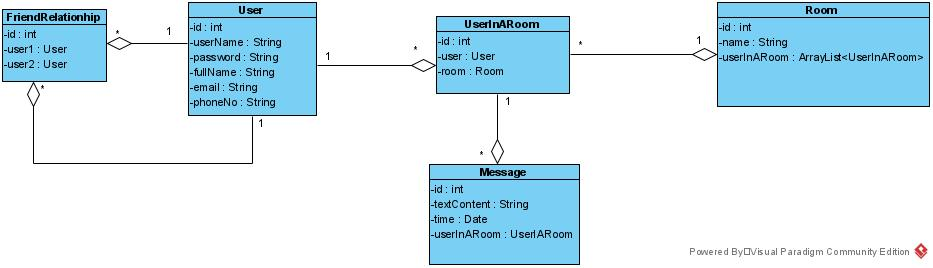 FriendRelationhip
-id : int
-user1 : User
-user2 : User
*
1
*
1
User
-id : int
-userName : String
-password : String
-fullName : String
-email : String
-phoneNo : String
1
*
UserInARoom
-id : int
-user : User
-room : Room
*
1
1
*
Room
-id : int
-name : String
-userInARoom : ArrayList<UserInARoom>
Message
-id : int
-textContent : String
-time : Date
-userInARoom : UserIARoom
Powered By Visual Paradigm Community Edition